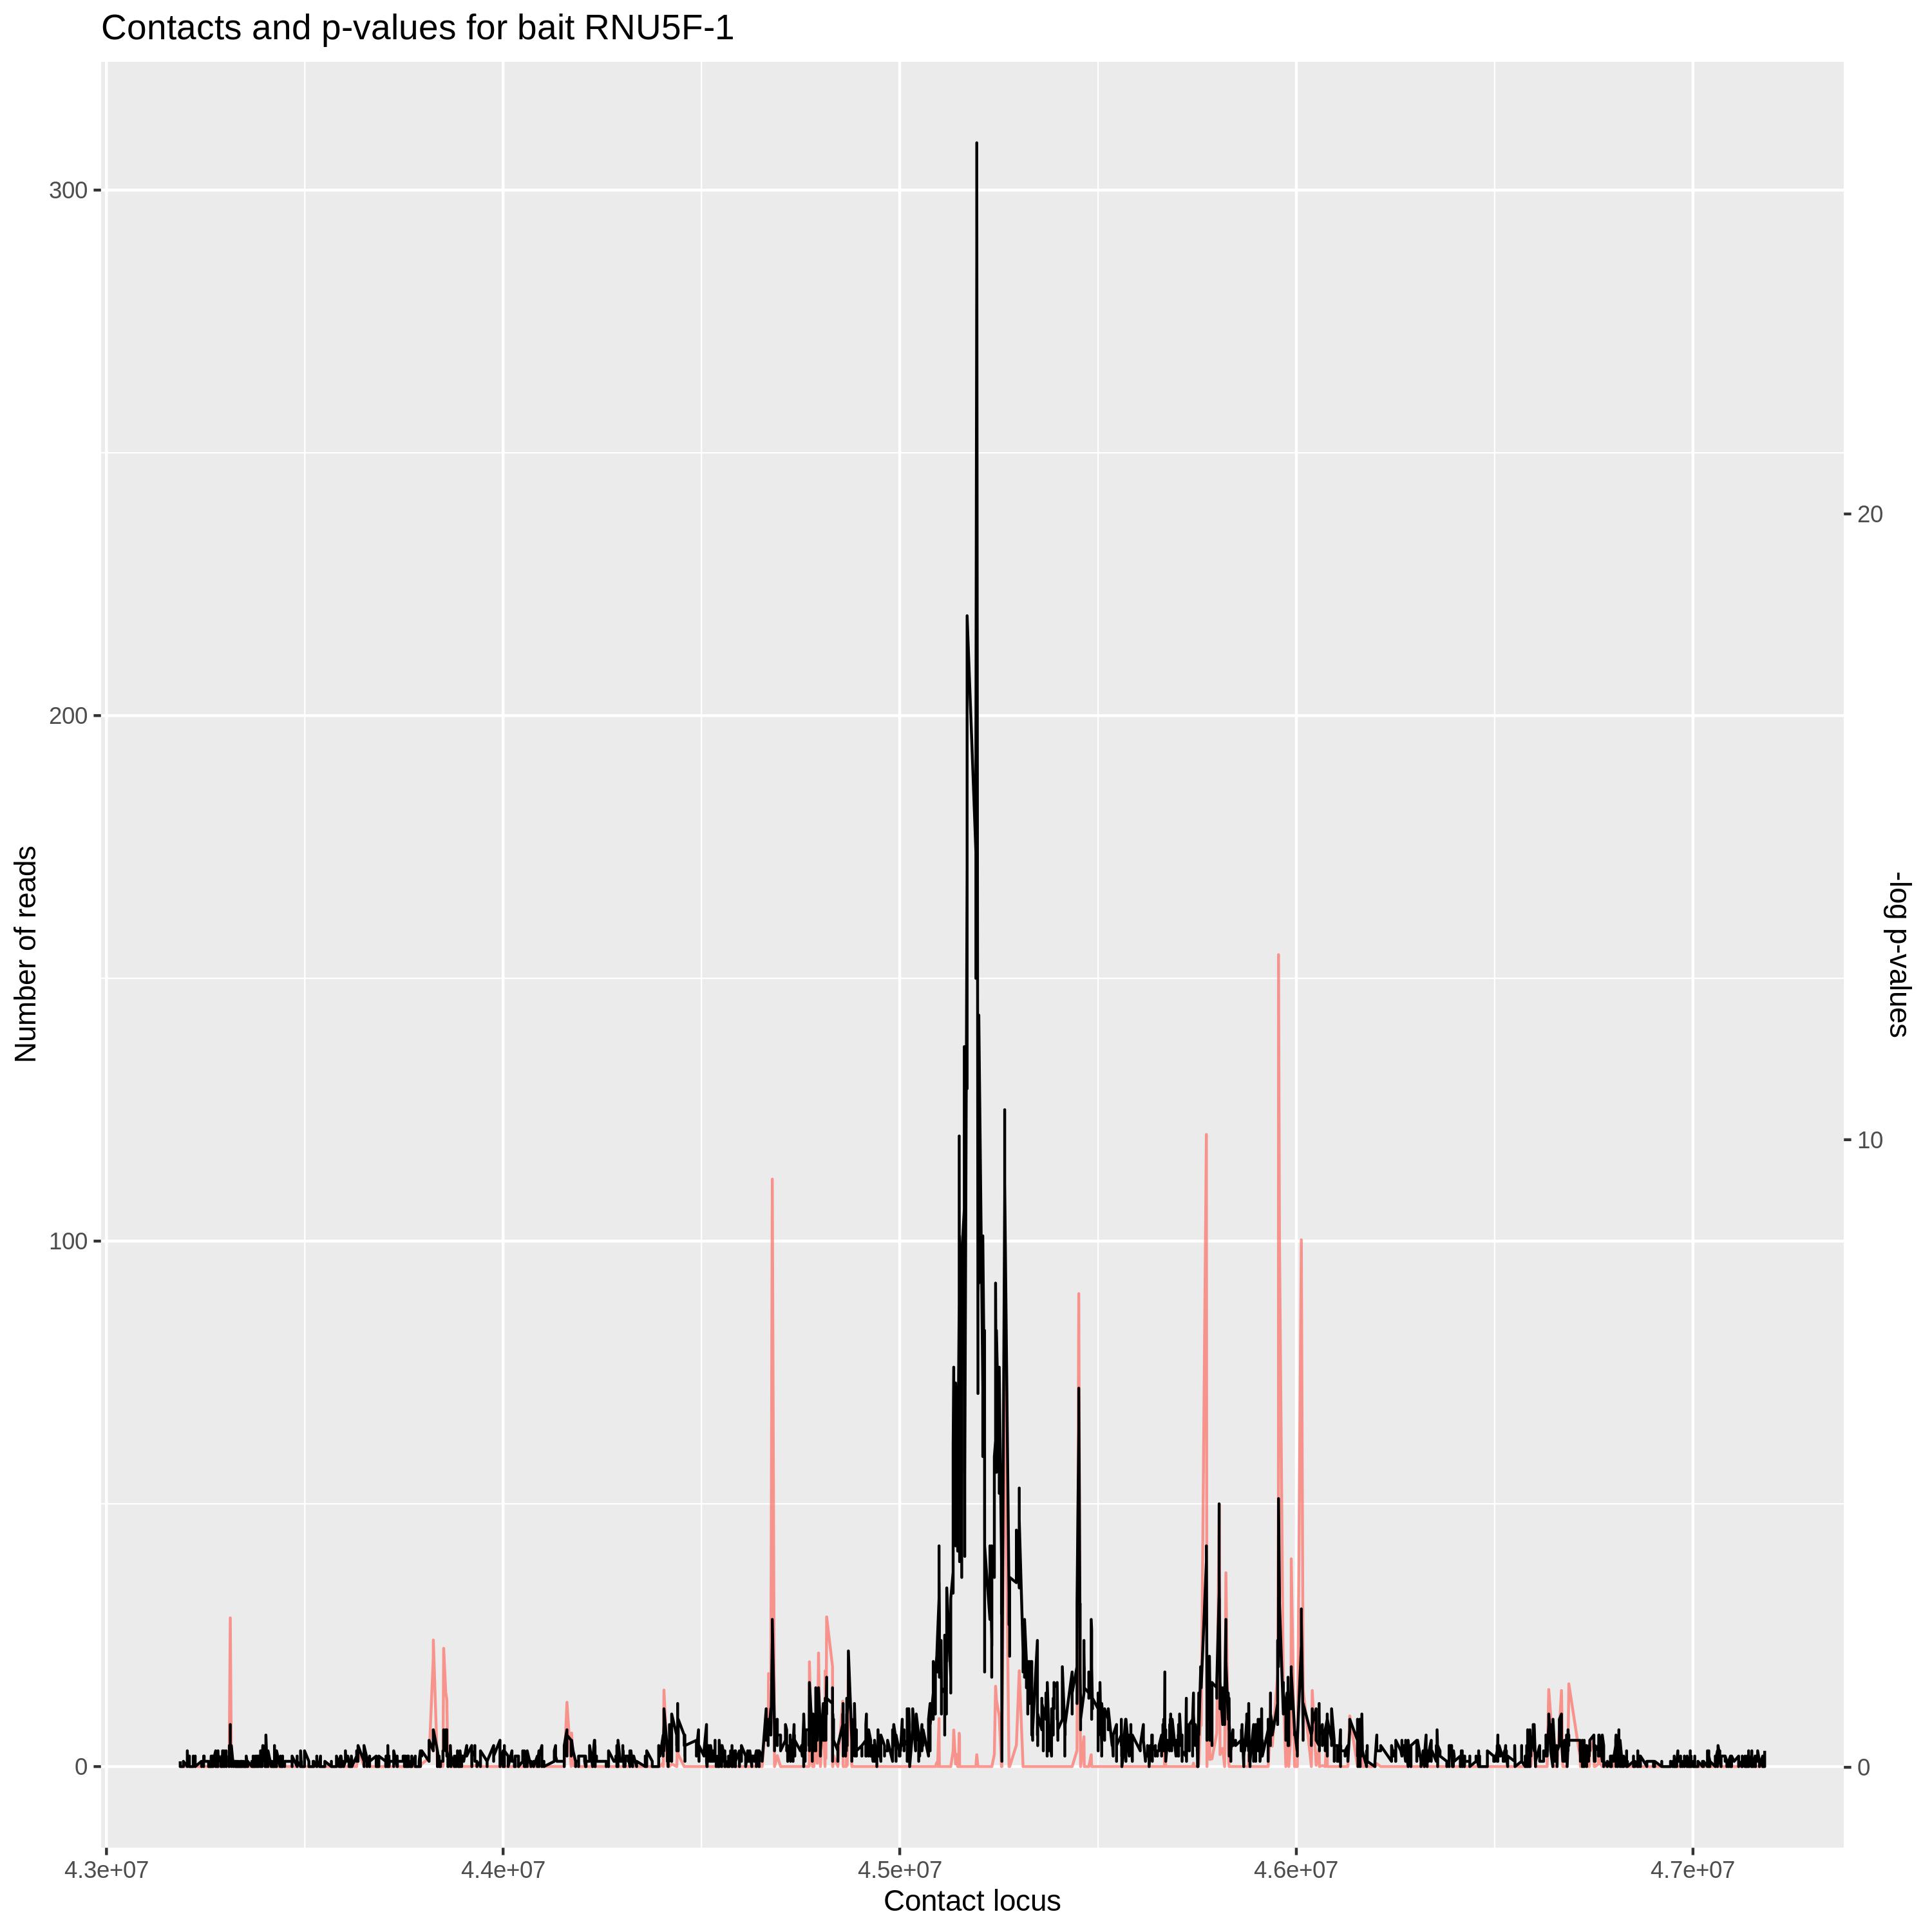 Contacts and p-values for bait RNU5F-1
300
200
100
0
Number of reads
20
10
0
-log p-values
4.3e+07
4.4e+07
4.5e+07
4.6e+07
4.7e+07
Contact locus